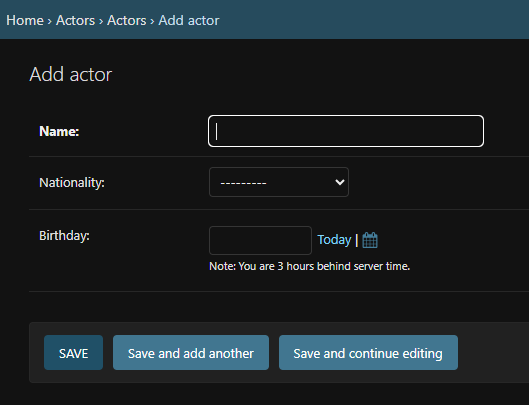 Home › Actors › Actors › Add actor
Add actor
Name:
Nationality: ---------
Birthday: Today |
Note: You are 3 hours behind server time.
SAVE Save and add another Save and continue editing